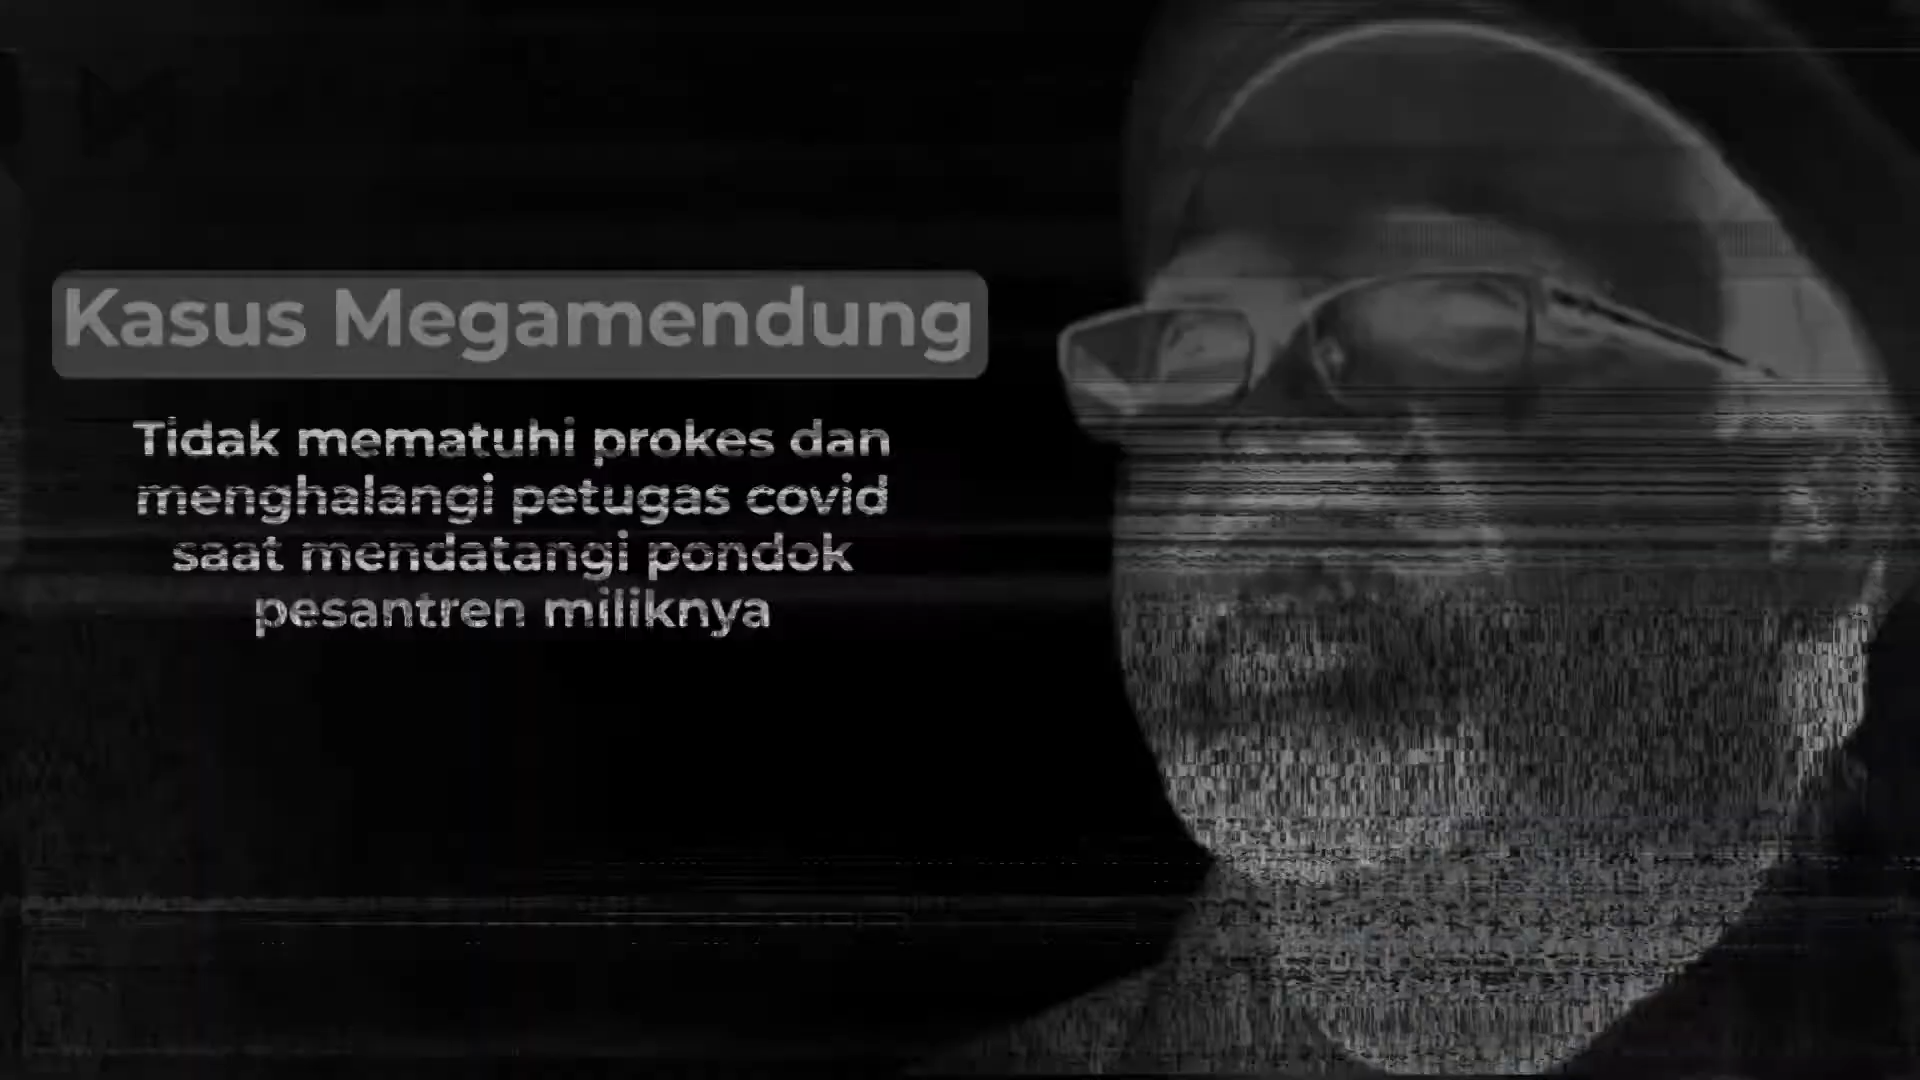 Kasus Megamendung
Tidak mematuhi prokes dan
menghalangi petugas covid
saat mendatangi pondok
pesantren miliknya